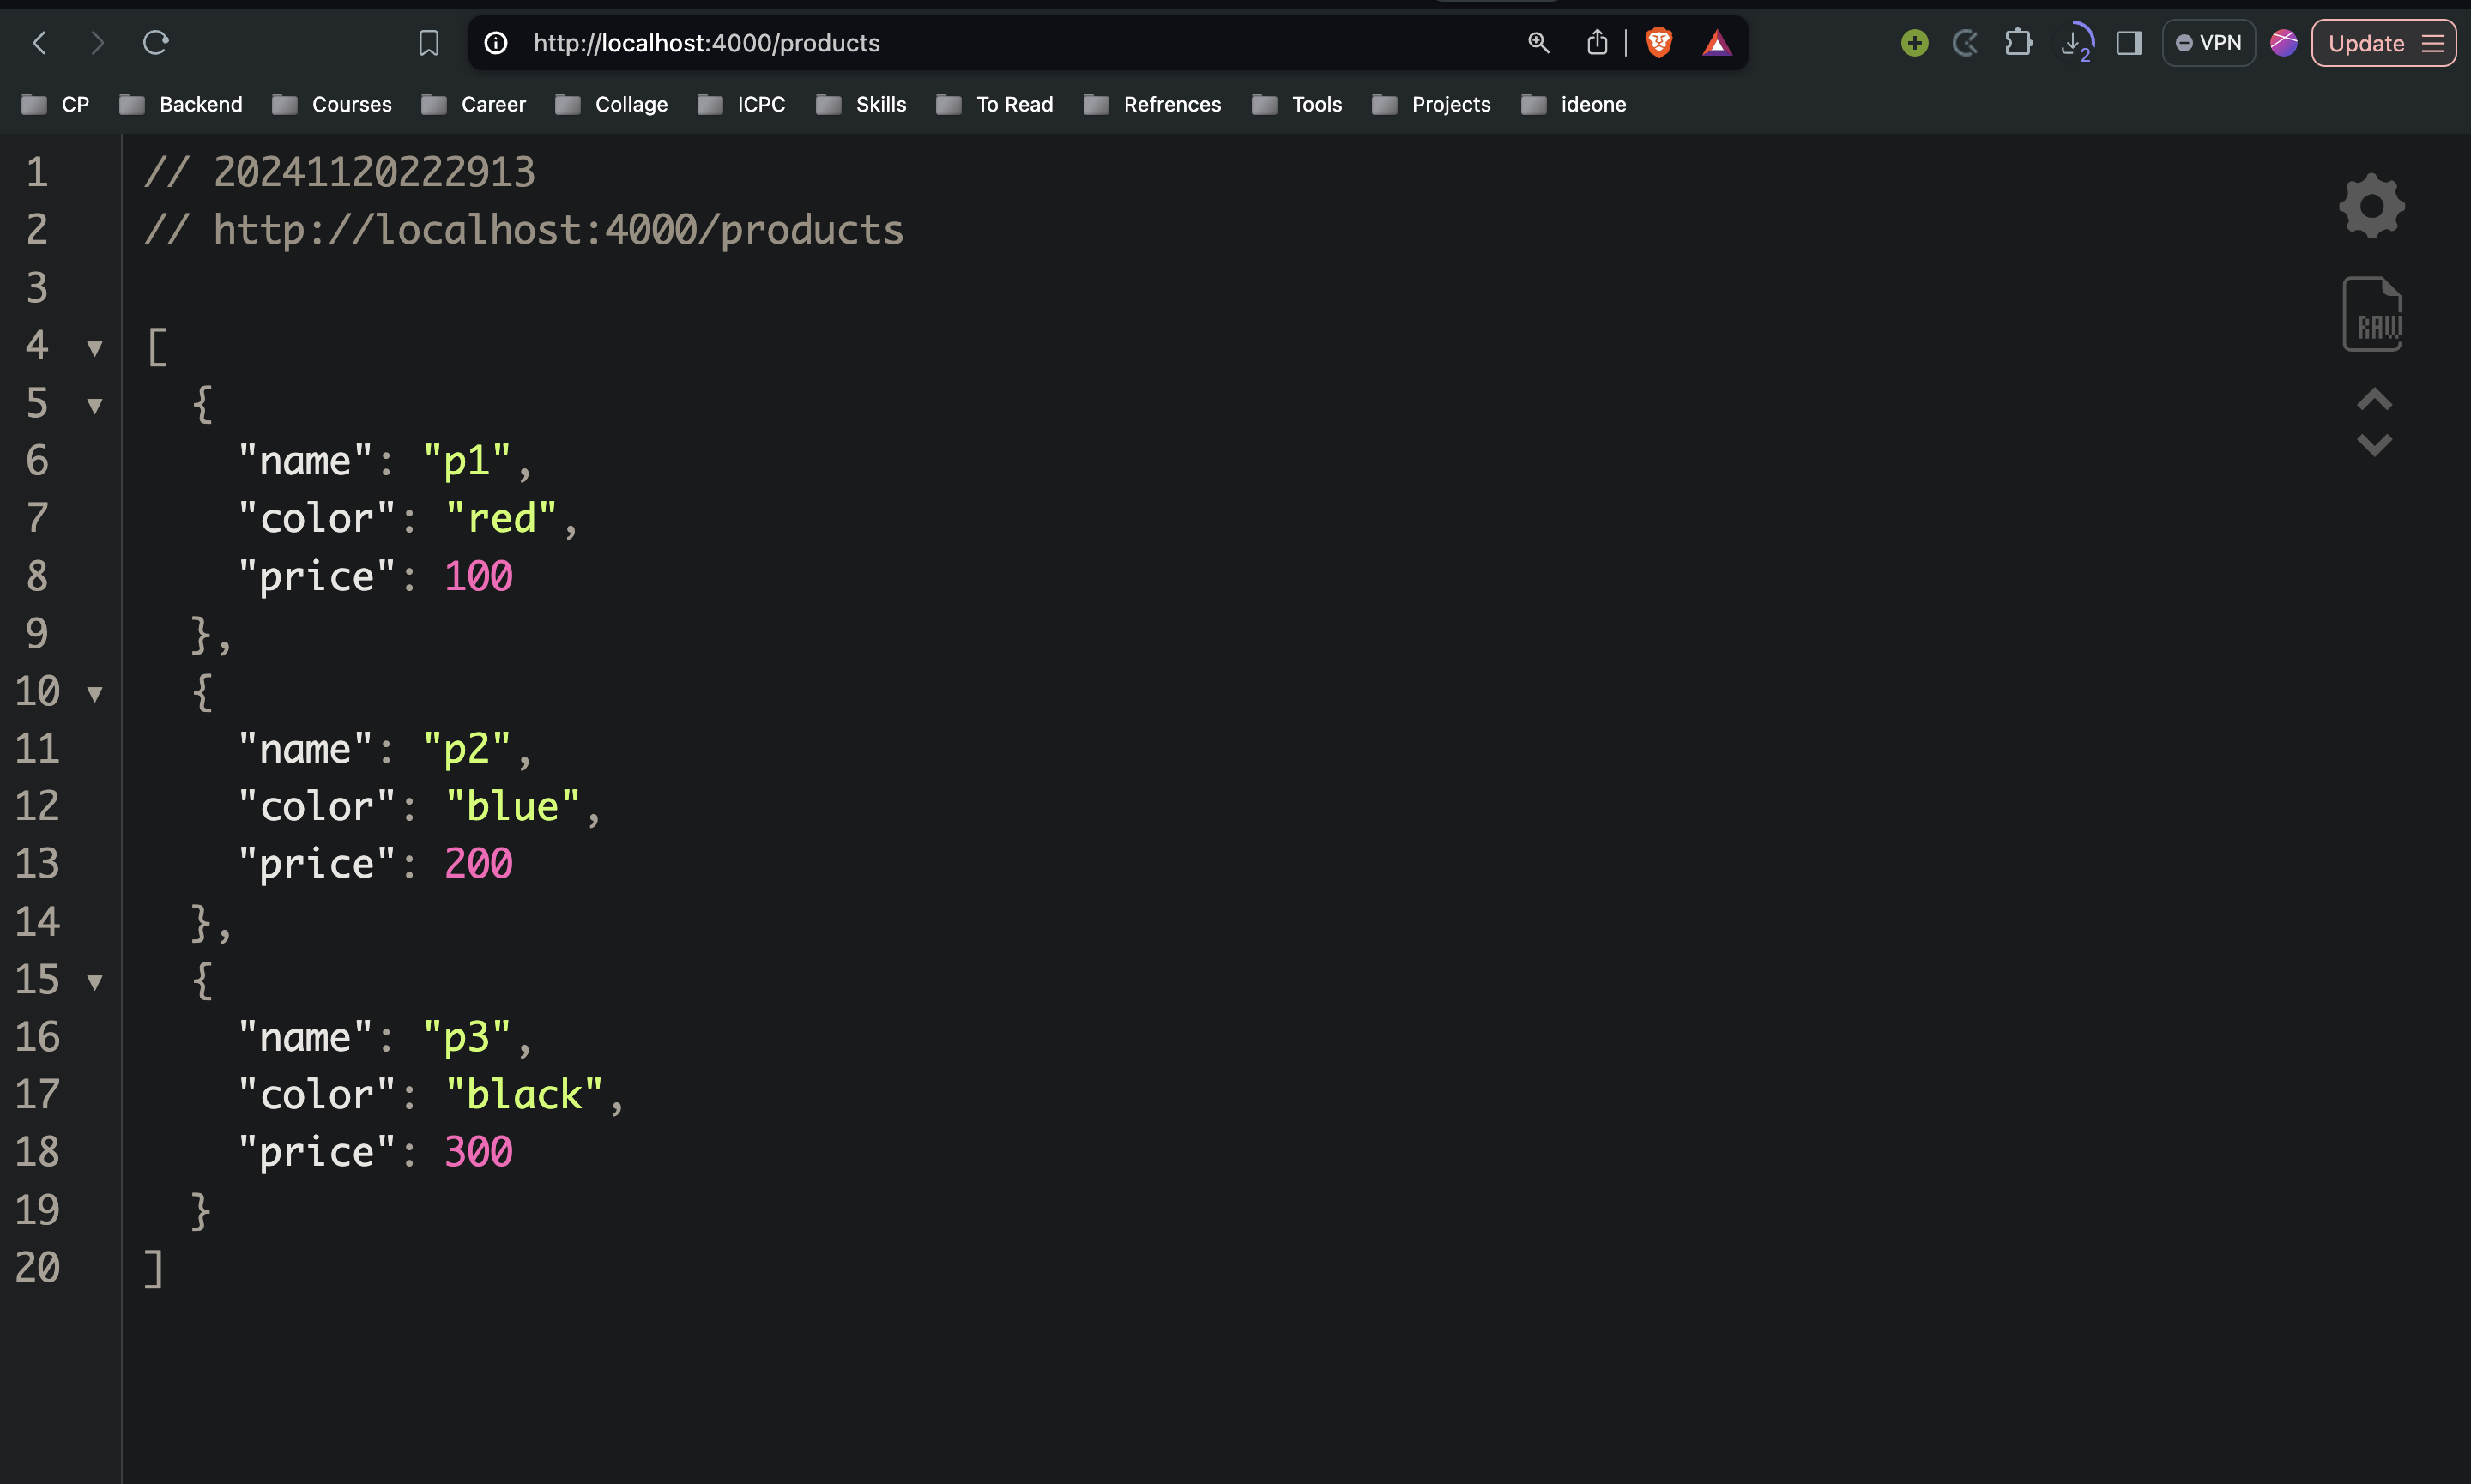 http://localhost:4000/products
2
VPN
Update
CP Backend Courses Career Collage ICPC Skills To Read Refrences Tools Projects ideone
1 // 20241120222913
2 // http://localhost:4000/products
3
4 ▼ [
5 ▼ {
6 "name": "p1",
7 "color": "red",
8 "price": 100
9 },
10 ▼ {
11 "name": "p2",
12 "color": "blue",
13 "price": 200
14 },
15 ▼ {
16 "name": "p3",
17 "color": "black",
18 "price": 300
19 }
20 ]
RAW